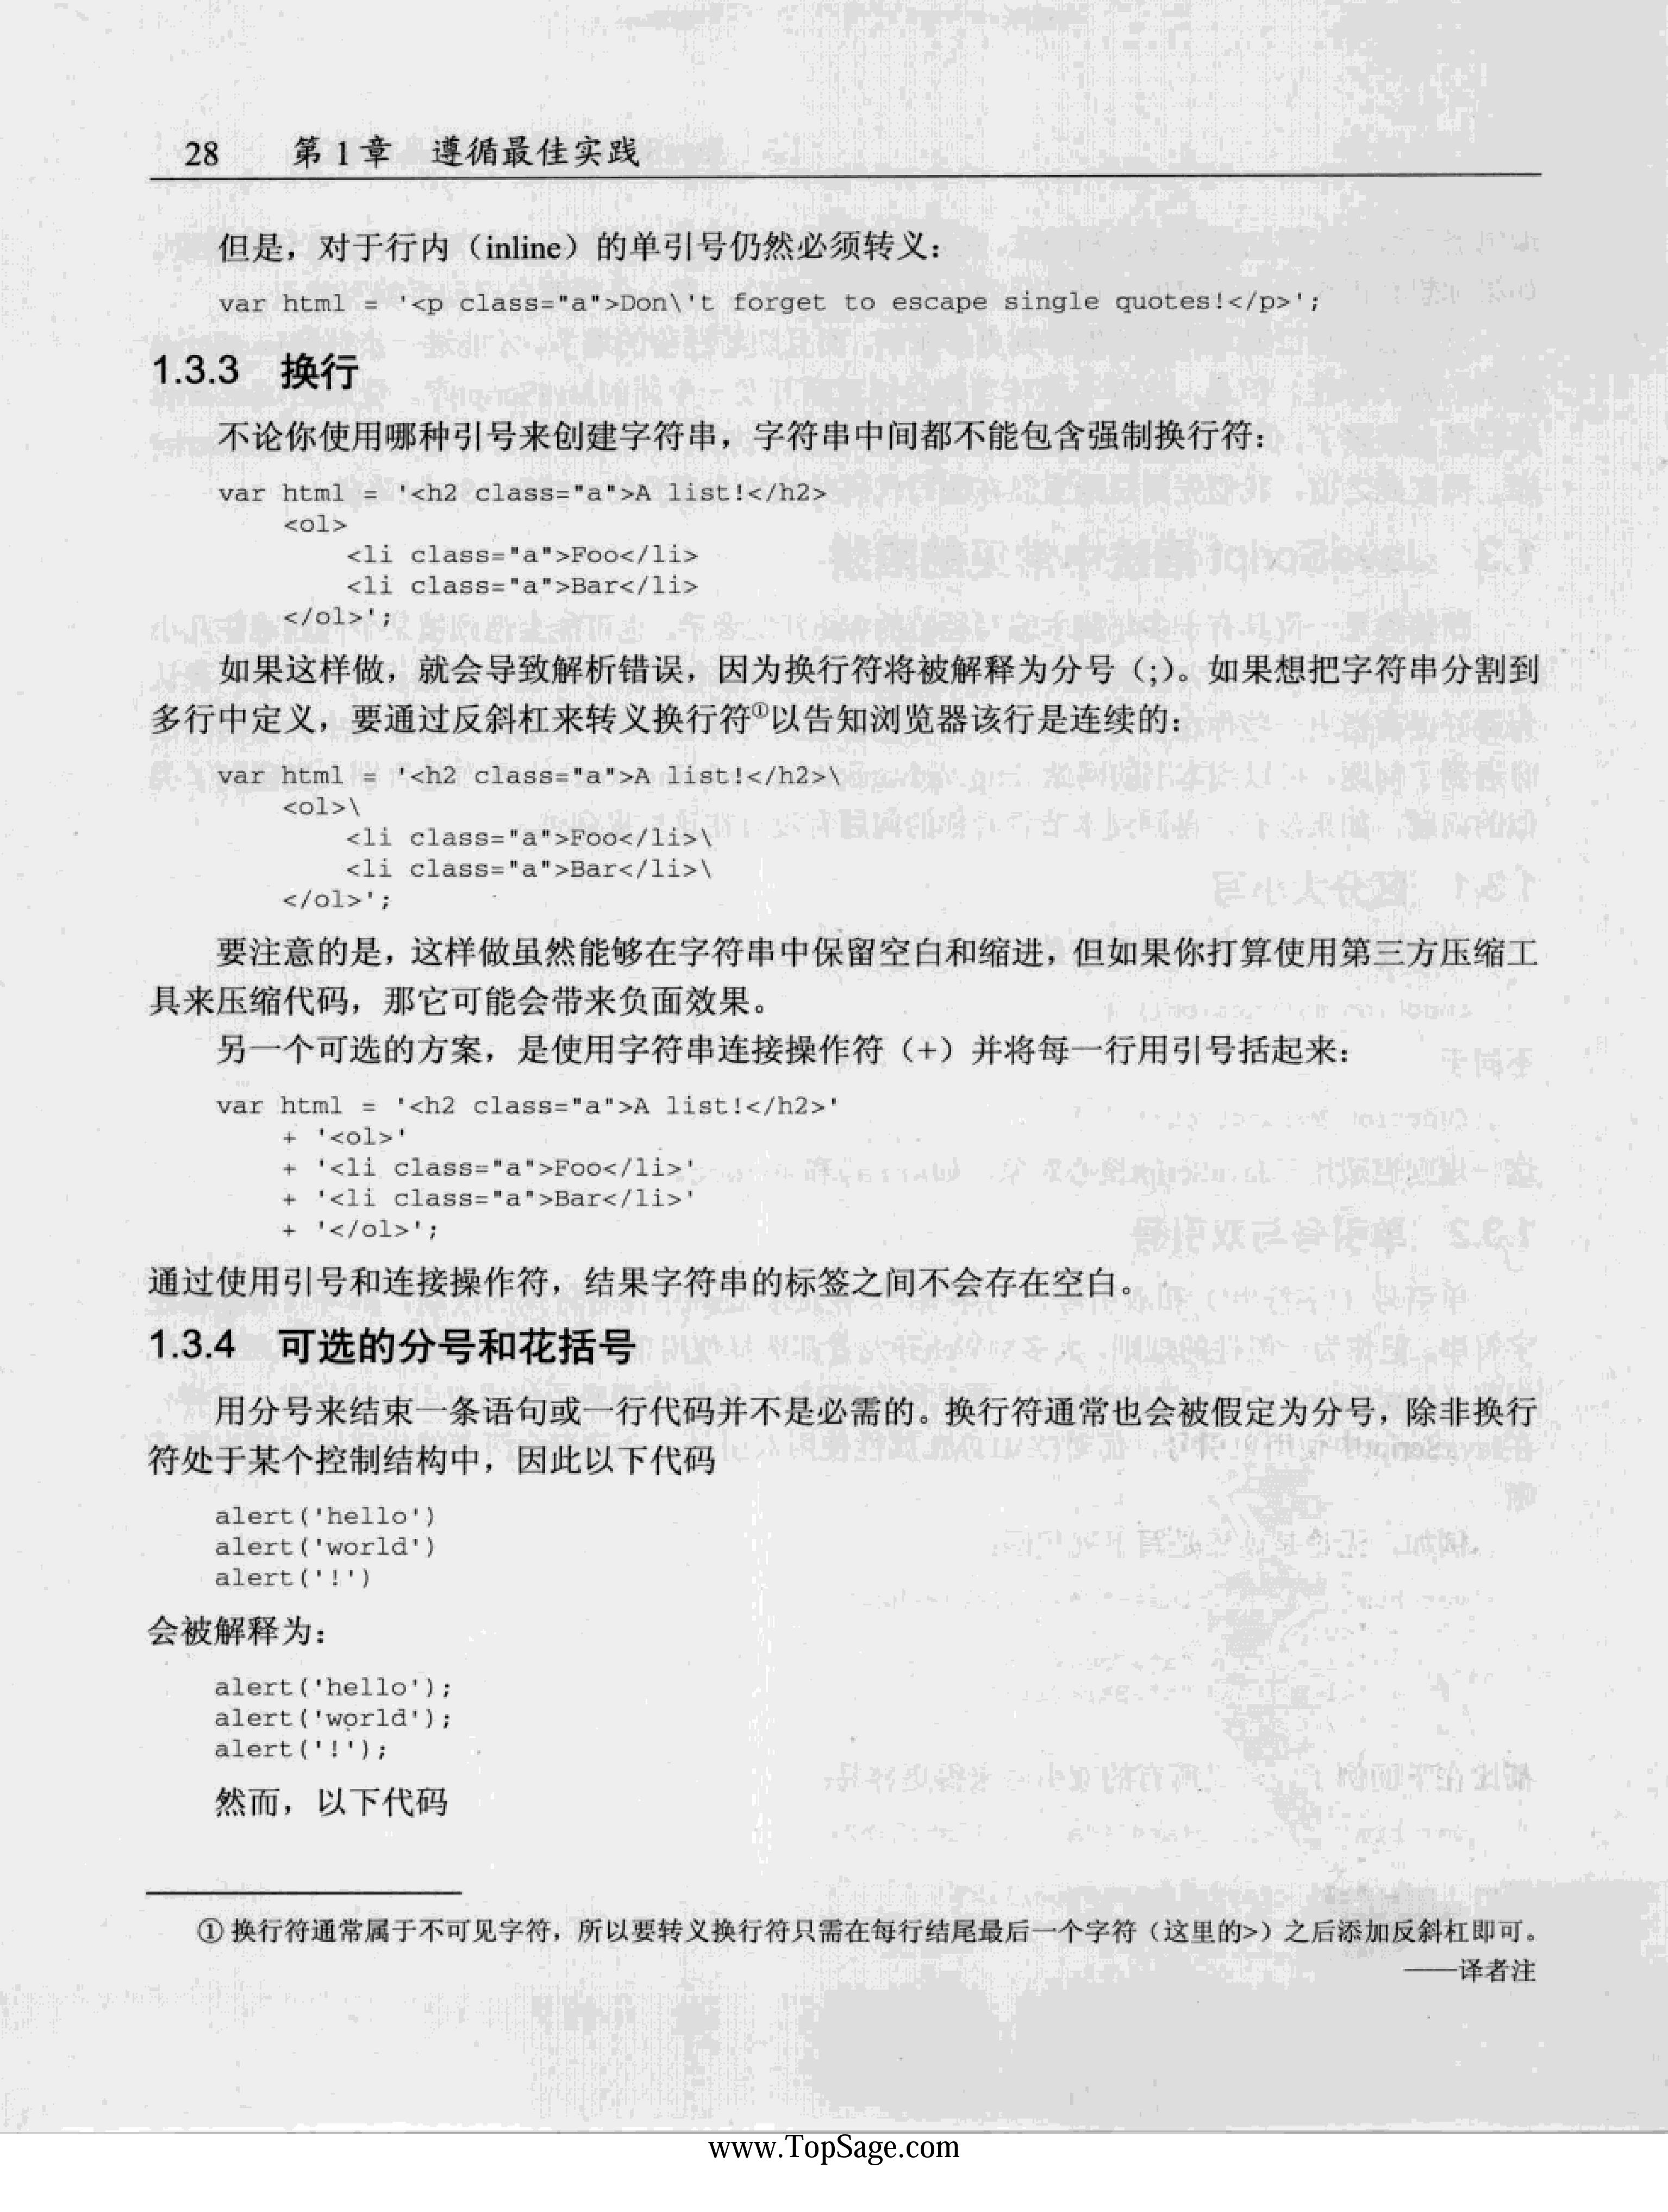 28 第 1 章 遵循最佳实践
但是，对于行内（inline）的单引号仍然必须转义：
var html = '<p class="a">Don\'t forget to escape single quotes!</p>';
1.3.3 换行
不论你使用哪种引号来创建字符串，字符串中间都不能包含强制换行符：
var html = '<h2 class="a">A list!</h2>
    <ol>
        <li class="a">Foo</li>
        <li class="a">Bar</li>
    </ol>';
如果这样做，就会导致解析错误，因为换行符将被解释为分号（;）。如果想把字符串分割到
多行中定义，要通过反斜杠来转义换行符①以告知浏览器该行是连续的：
var html = '<h2 class="a">A list!</h2>\
    <ol>\
        <li class="a">Foo</li>\
        <li class="a">Bar</li>\
    </ol>';
要注意的是，这样做虽然能够在字符串中保留空白和缩进，但如果你打算使用第三方压缩工
具来压缩代码，那它可能会带来负面效果。
另一个可选的方案，是使用字符串连接操作符（+）并将每一行用引号括起来：
var html = '<h2 class="a">A list!</h2>'
    + '<ol>'
    + '<li class="a">Foo</li>'
    + '<li class="a">Bar</li>'
    + '</ol>';
通过使用引号和连接操作符，结果字符串的标签之间不会存在空白。
1.3.4 可选的分号和花括号
用分号来结束一条语句或一行代码并不是必需的。换行符通常也会被假定为分号，除非换行
符处于某个控制结构中，因此以下代码
alert('hello')
alert('world')
alert('!')
会被解释为：
alert('hello');
alert('world');
alert('!');
然而，以下代码
① 换行符通常属于不可见字符，所以要转义换行符只需在每行结尾最后一个字符（这里的>）之后添加反斜杠即可。
——译者注
www.TopSage.com